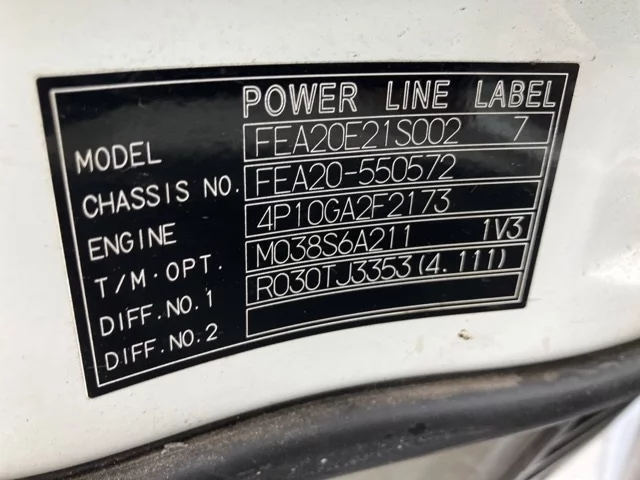 POWER LINE LABEL
MODEL FEA20E21S002 7
CHASSIS NO. FEA20-550572
ENGINE 4P10GA2F2173
T/M·OPT. M038S6A211 1V3
DIFF.NO.1 R030TJ3353(4.111)
DIFF.NO.2